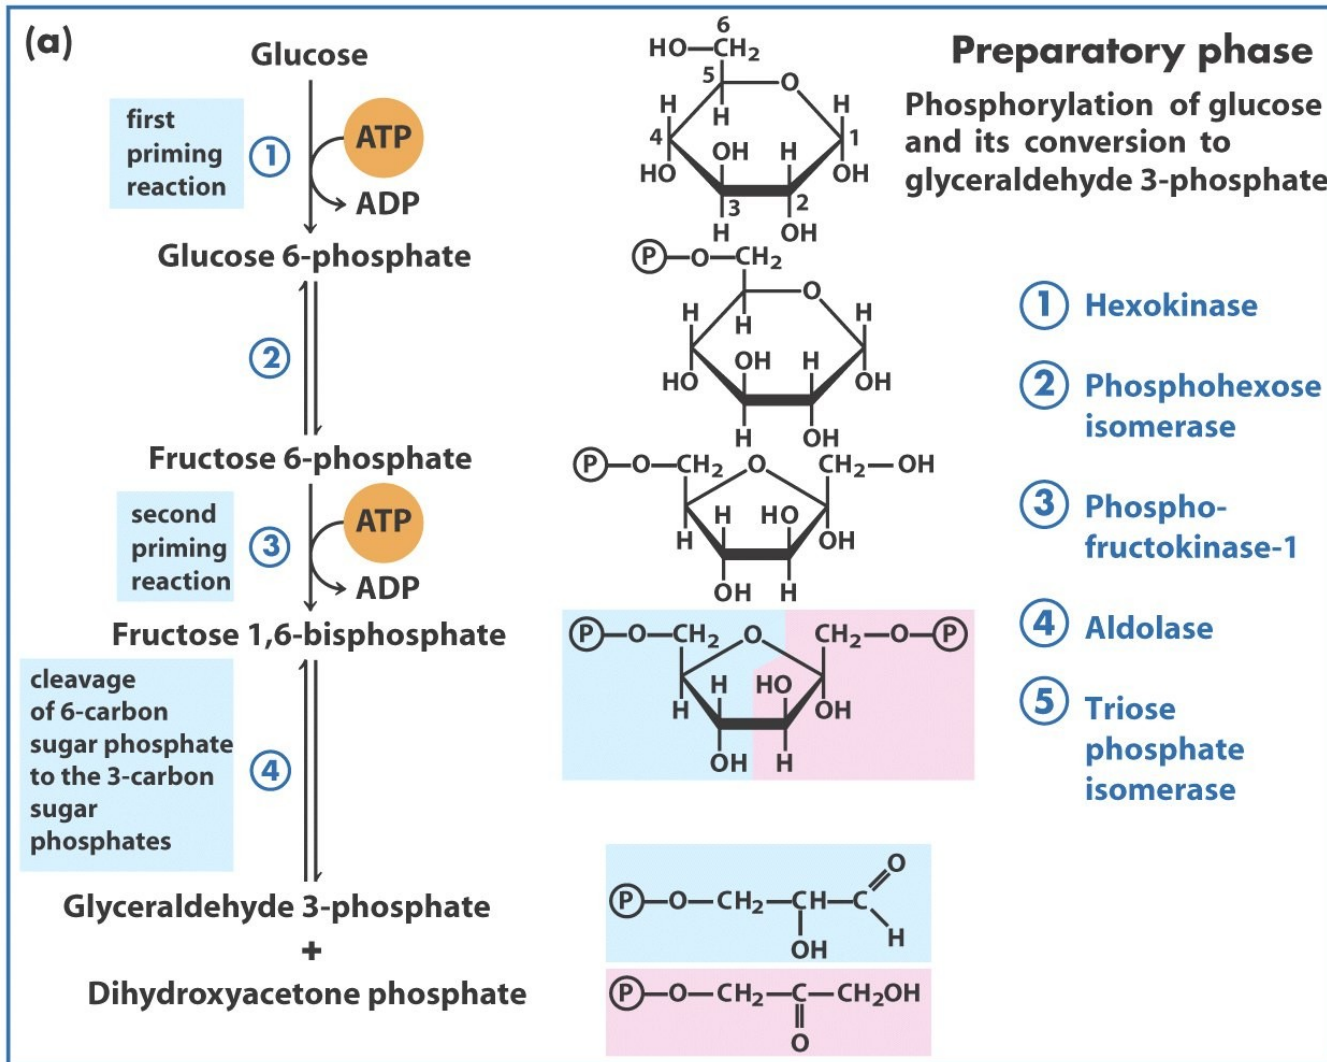 (a)
Glucose
first
priming
reaction
1
ATP
ADP
Glucose 6-phosphate
2
Fructose 6-phosphate
second
priming
reaction
3
ATP
ADP
Fructose 1,6-bisphosphate
cleavage
of 6-carbon
sugar phosphate
to the 3-carbon
sugar
phosphates
4
Glyceraldehyde 3-phosphate
+
Dihydroxyacetone phosphate
6
HO—CH₂
5
O
H
H
H
4
1
OH
H
HO
OH
3
2
H
OH
P—O—CH₂
O
H
H
H
OH
H
HO
OH
H
OH
P—O—CH₂
O
CH₂—OH
H
HO
H
OH
OH
H
P—O—CH₂
O
CH₂—O—P
H
HO
H
OH
OH
H
O
P—O—CH₂—CH—C
OH
H
P—O—CH₂—C—CH₂OH
O
Preparatory phase
Phosphorylation of glucose
and its conversion to
glyceraldehyde 3-phosphate
1 Hexokinase
2 Phosphohexose
isomerase
3 Phospho-
fructokinase-1
4 Aldolase
5 Triose
phosphate
isomerase